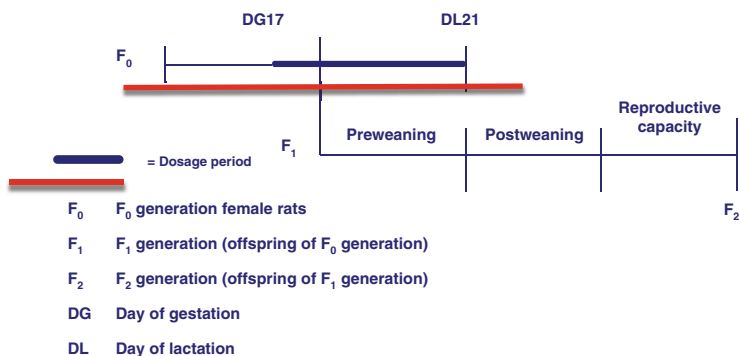 DG17 DL21
F₀
Reproductive
capacity
F₁ Preweaning Postweaning
= Dosage period
F₂
F₀ F₀ generation female rats
F₁ F₁ generation (offspring of F₀ generation)
F₂ F₂ generation (offspring of F₁ generation)
DG Day of gestation
DL Day of lactation